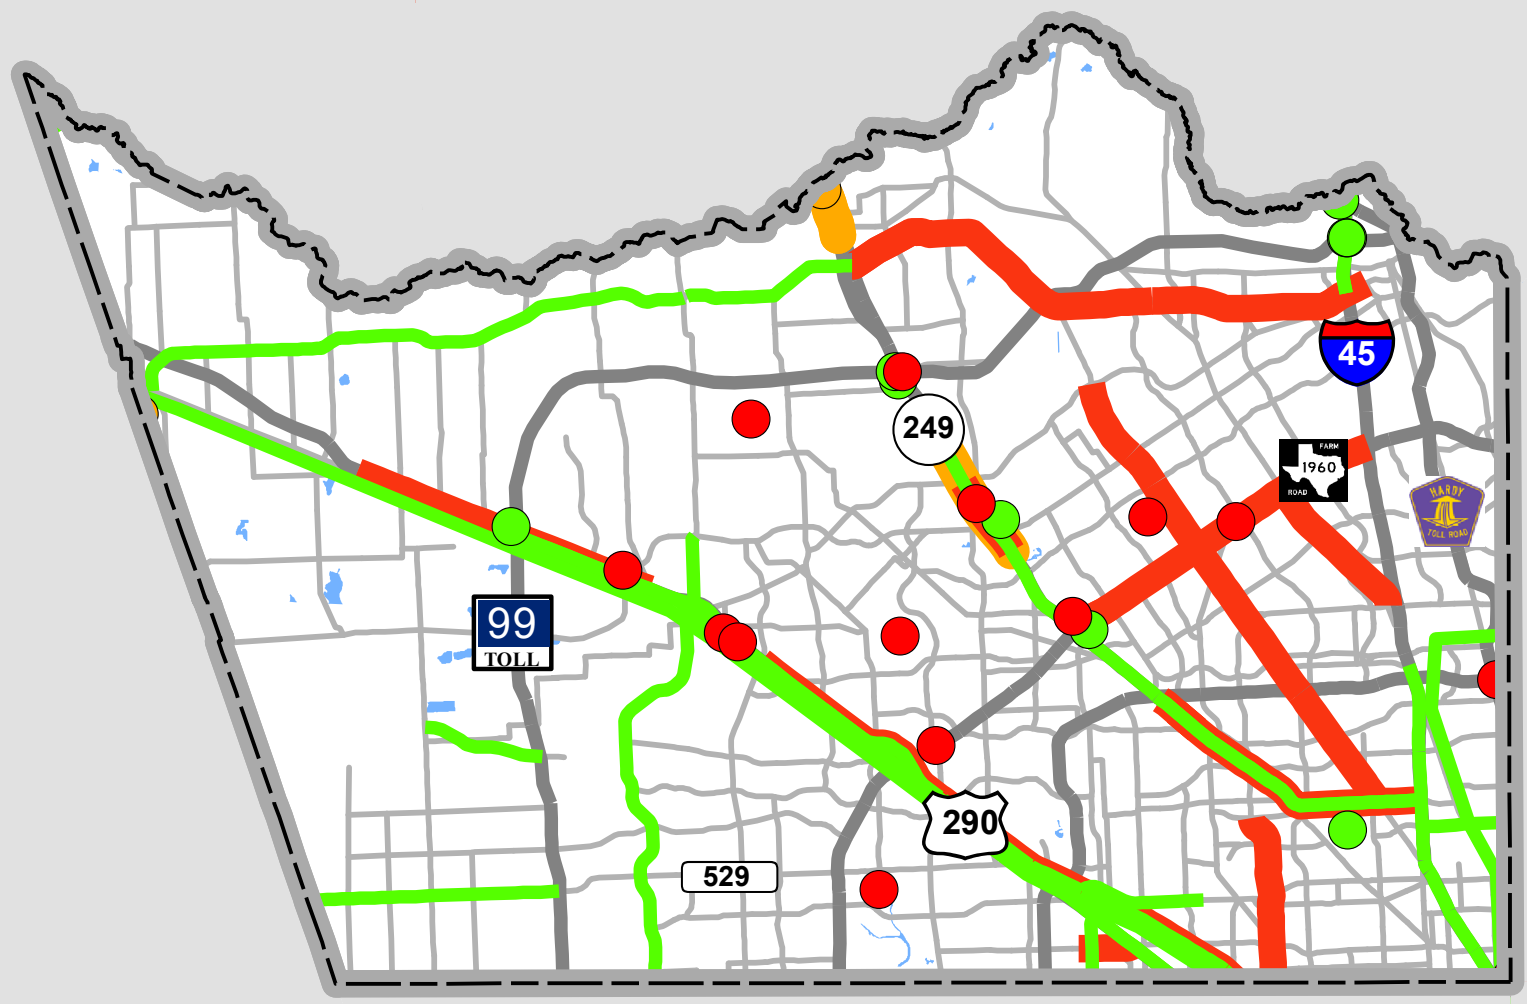 45
249
FARM
1960
ROAD
HARDY
TOLL ROAD
99
TOLL
290
529